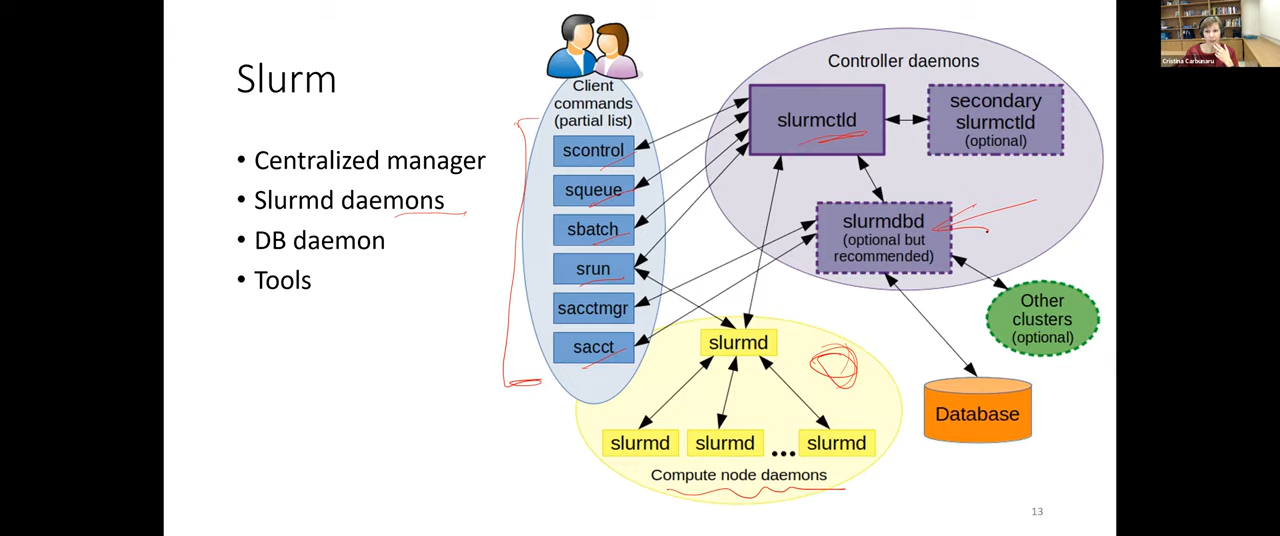 Slurm
• Centralized manager
• Slurmd daemons
• DB daemon
• Tools
Client
commands
(partial list)
scontrol
squeue
sbatch
srun
sacctmgr
sacct
Controller daemons
slurmctld
secondary
slurmctld
(optional)
slurmdbd
(optional but
recommended)
Other
clusters
(optional)
Database
slurmd
slurmd
slurmd
...
slurmd
Compute node daemons
13
Cristina Carbunaru